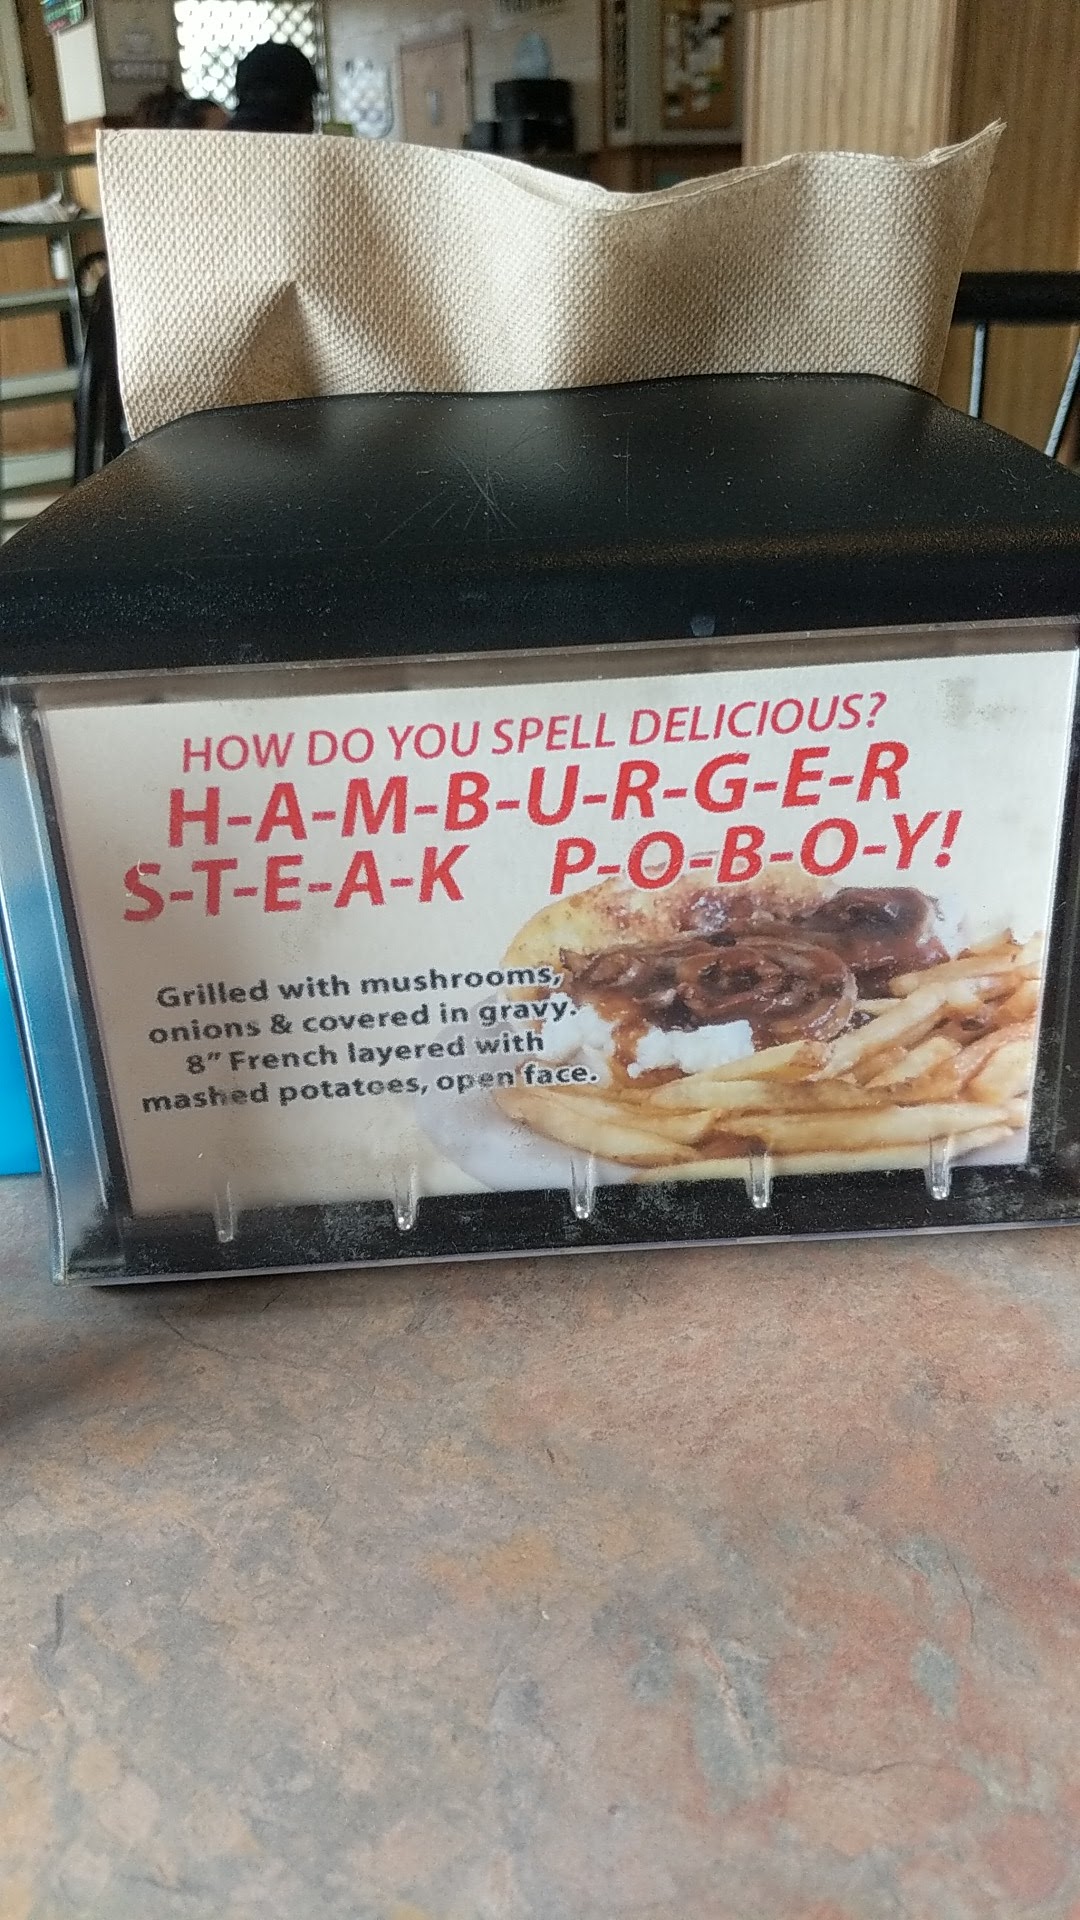 HOW DO YOU SPELL DELICIOUS?
H-A-M-B-U-R-G-E-R
S-T-E-A-K P-O-B-O-Y!
Grilled with mushrooms,
onions & covered in gravy.
8" French layered with
mashed potatoes, open face.